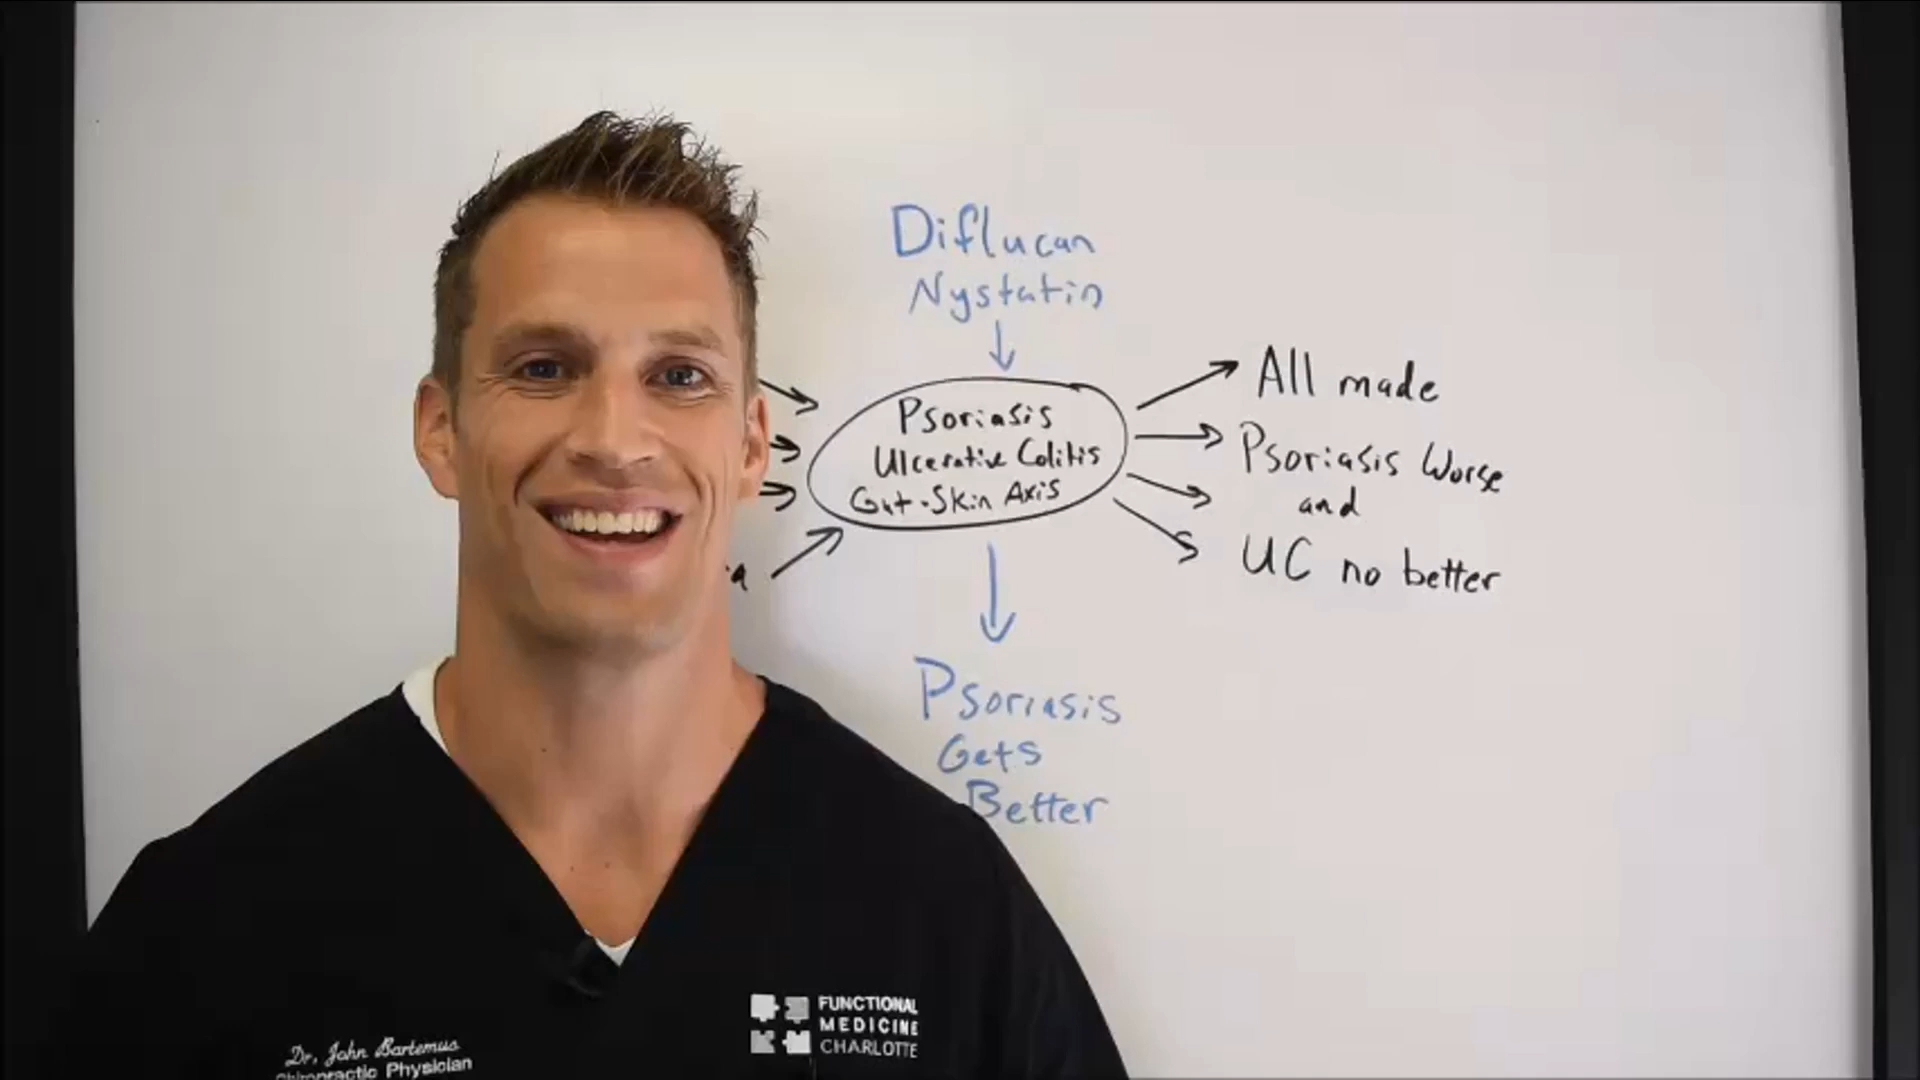 Diflucan
Nystatin
Psoriasis
Ulcerative Colitis
Gut-Skin Axis
All made
Psoriasis Worse
and
UC no better
Psoriasis
Gets
Better
FUNCTIONAL
MEDICINE
CHARLOTTE
Dr. John Bartemus
Chiropractic Physician